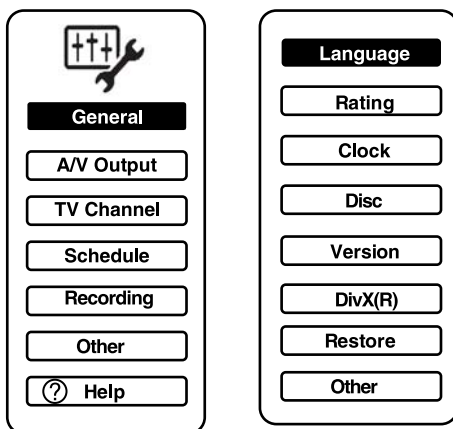 General
A/V Output
TV Channel
Schedule
Recording
Other
? Help
Language
Rating
Clock
Disc
Version
DivX(R)
Restore
Other